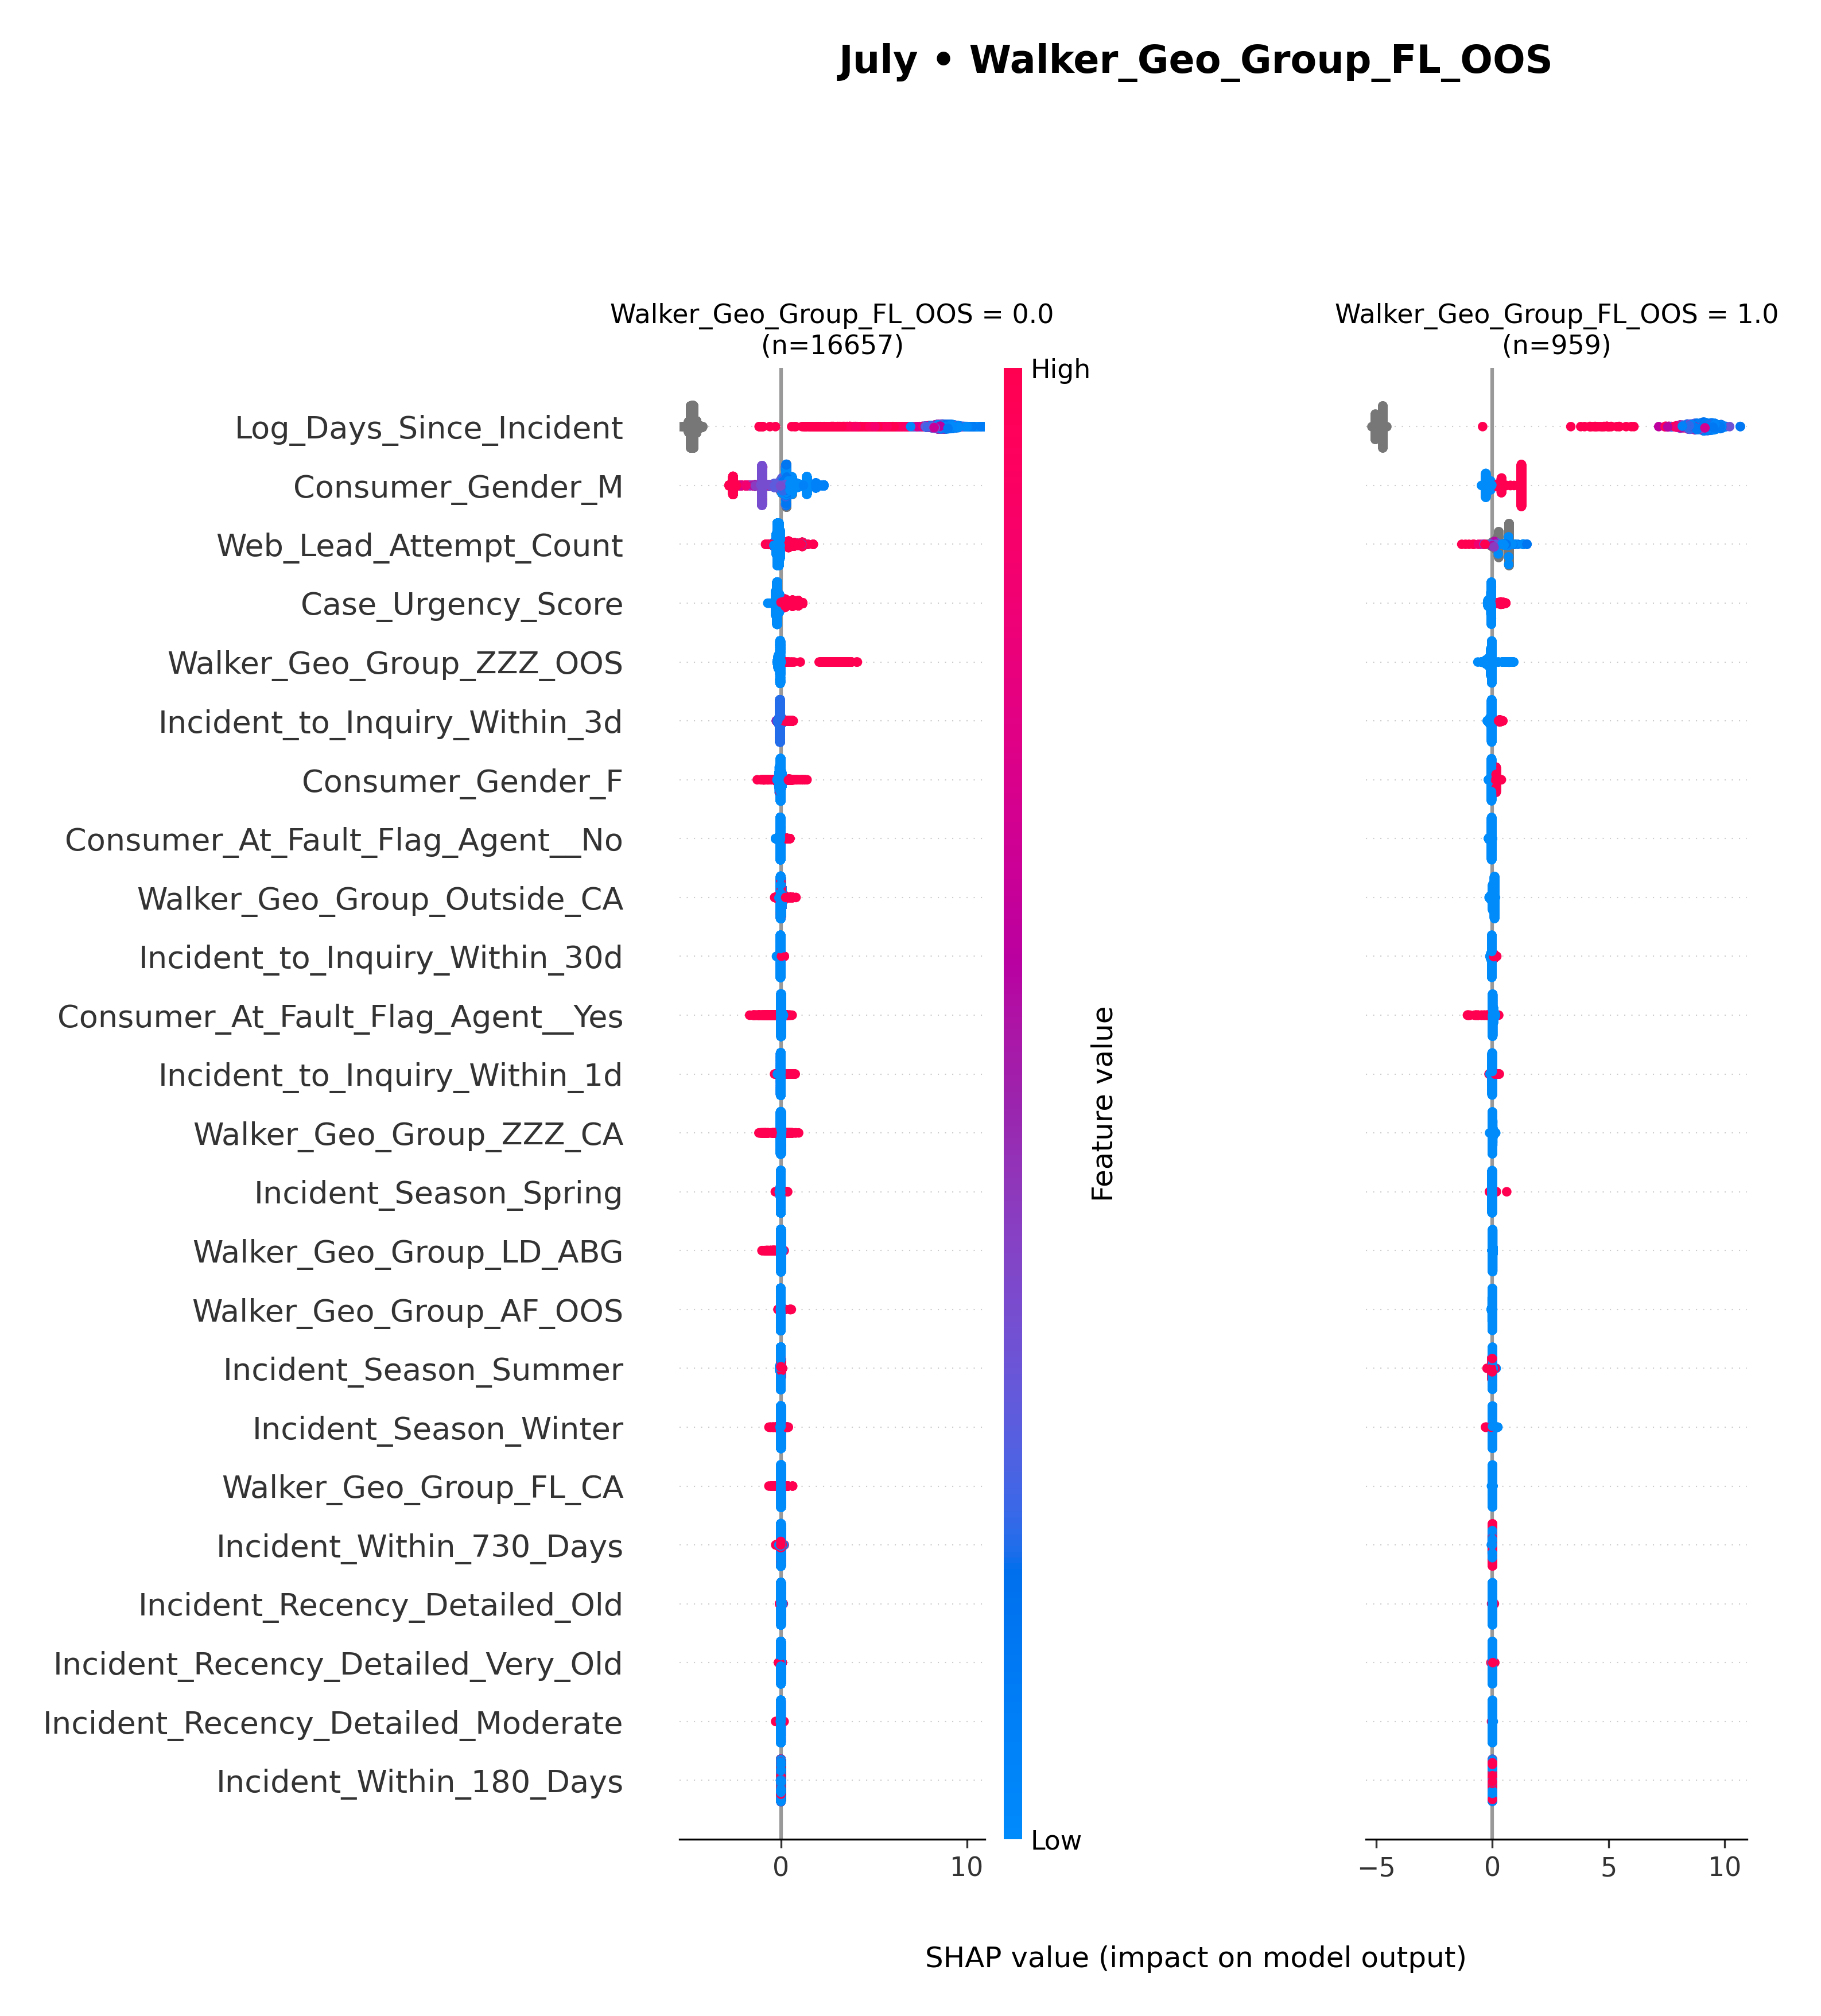 July • Walker_Geo_Group_FL_OOS
Walker_Geo_Group_FL_OOS = 0.0
(n=16657)
Walker_Geo_Group_FL_OOS = 1.0
(n=959)
High
Log_Days_Since_Incident
Consumer_Gender_M
Web_Lead_Attempt_Count
Case_Urgency_Score
Walker_Geo_Group_ZZZ_OOS
Incident_to_Inquiry_Within_3d
Consumer_Gender_F
Consumer_At_Fault_Flag_Agent__No
Walker_Geo_Group_Outside_CA
Incident_to_Inquiry_Within_30d
Consumer_At_Fault_Flag_Agent__Yes
Incident_to_Inquiry_Within_1d
Walker_Geo_Group_ZZZ_CA
Incident_Season_Spring
Walker_Geo_Group_LD_ABG
Walker_Geo_Group_AF_OOS
Incident_Season_Summer
Incident_Season_Winter
Walker_Geo_Group_FL_CA
Incident_Within_730_Days
Incident_Recency_Detailed_Old
Incident_Recency_Detailed_Very_Old
Incident_Recency_Detailed_Moderate
Incident_Within_180_Days
Feature value
Low
0 10
−5 0 5 10
SHAP value (impact on model output)